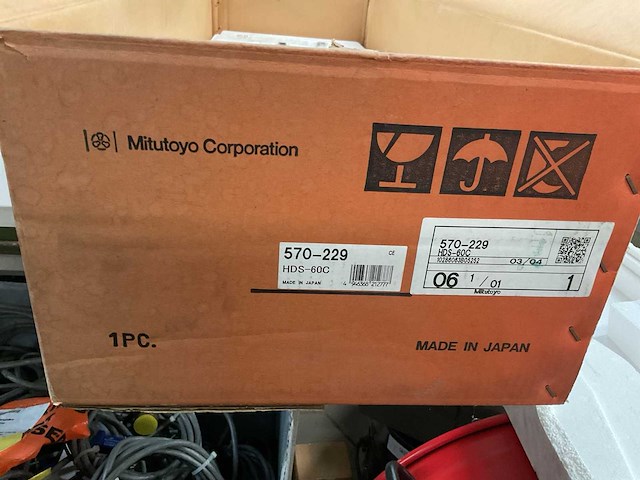 Mitutoyo Corporation
570-229
CE
HDS-60C
MADE IN JAPAN
570-229
HDS-60C
03/04
06 1/01
1
Mitutoyo
1PC.
MADE IN JAPAN